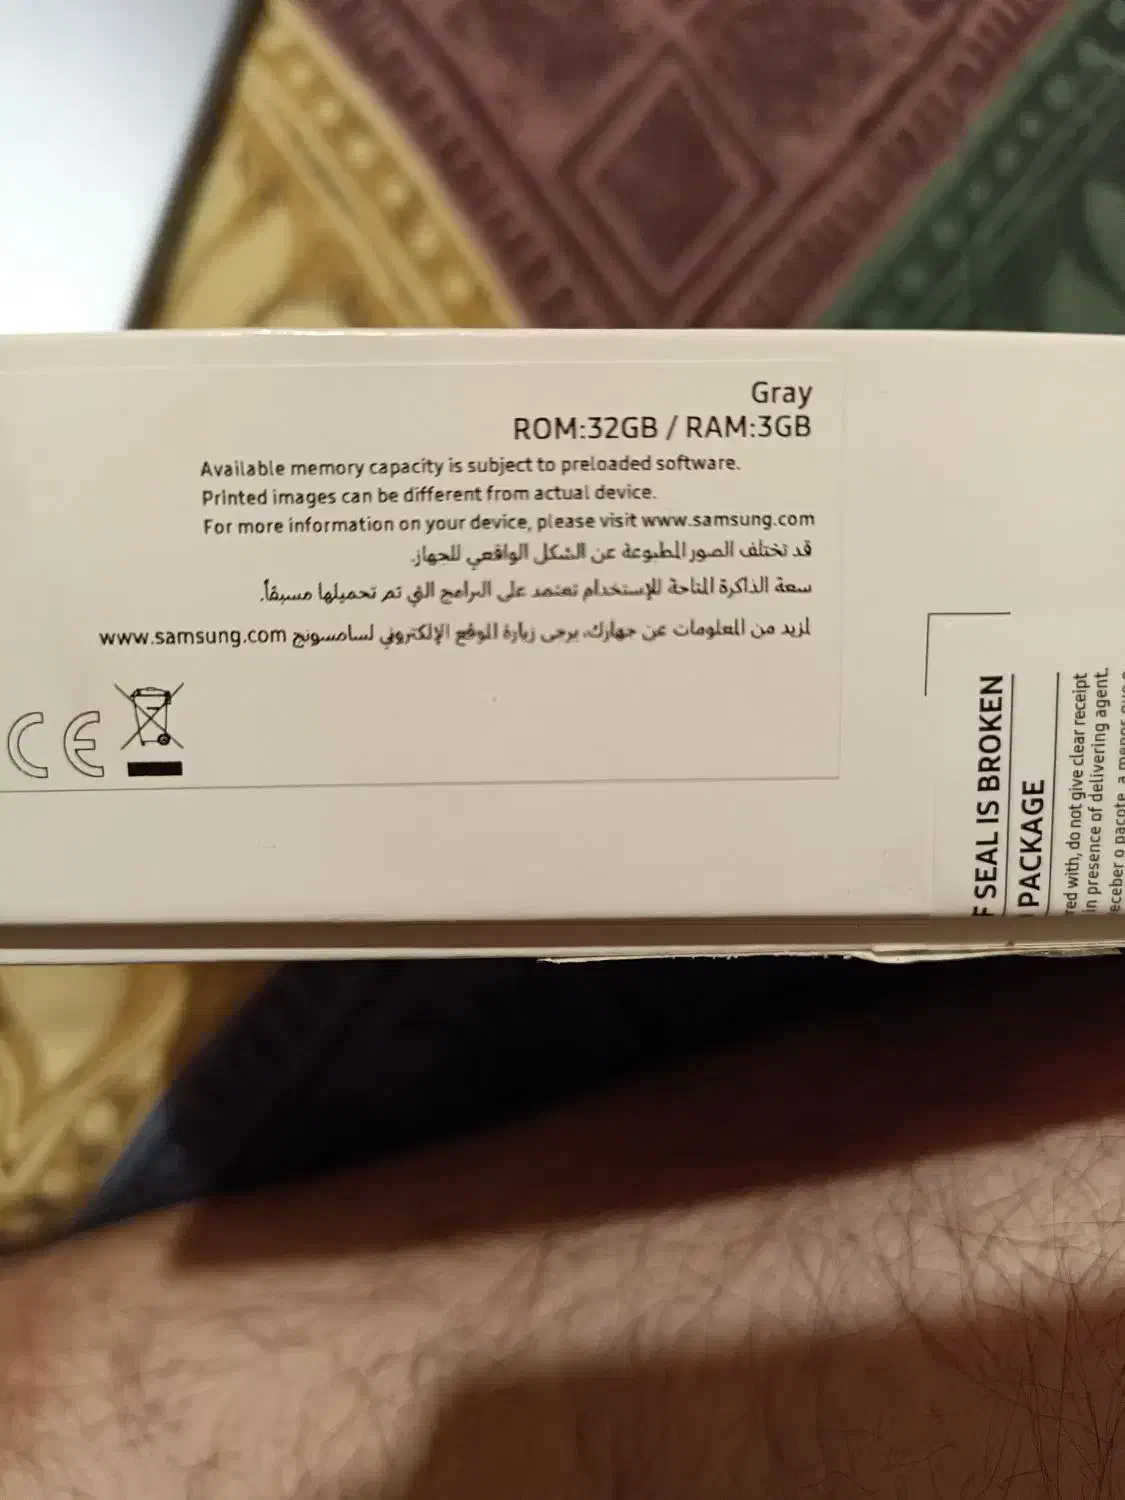 Gray
ROM:32GB / RAM:3GB
Available memory capacity is subject to preloaded software.
Printed images can be different from actual device.
For more information on your device, please visit www.samsung.com
قد تختلف الصور المطبوعة عن الشكل الواقعي للجهاز.
سعة الذاكرة المتاحة للإستخدام تعتمد على البرامج التي تم تحميلها مسبقاً.
لمزيد من المعلومات عن جهازك، يرجى زيارة الموقع الإلكتروني لسامسونج www.samsung.com
CE
F SEAL IS BROKEN
PACKAGE
red with, do not give clear receipt
in presence of delivering agent.
eceber o pacote, a menos que o